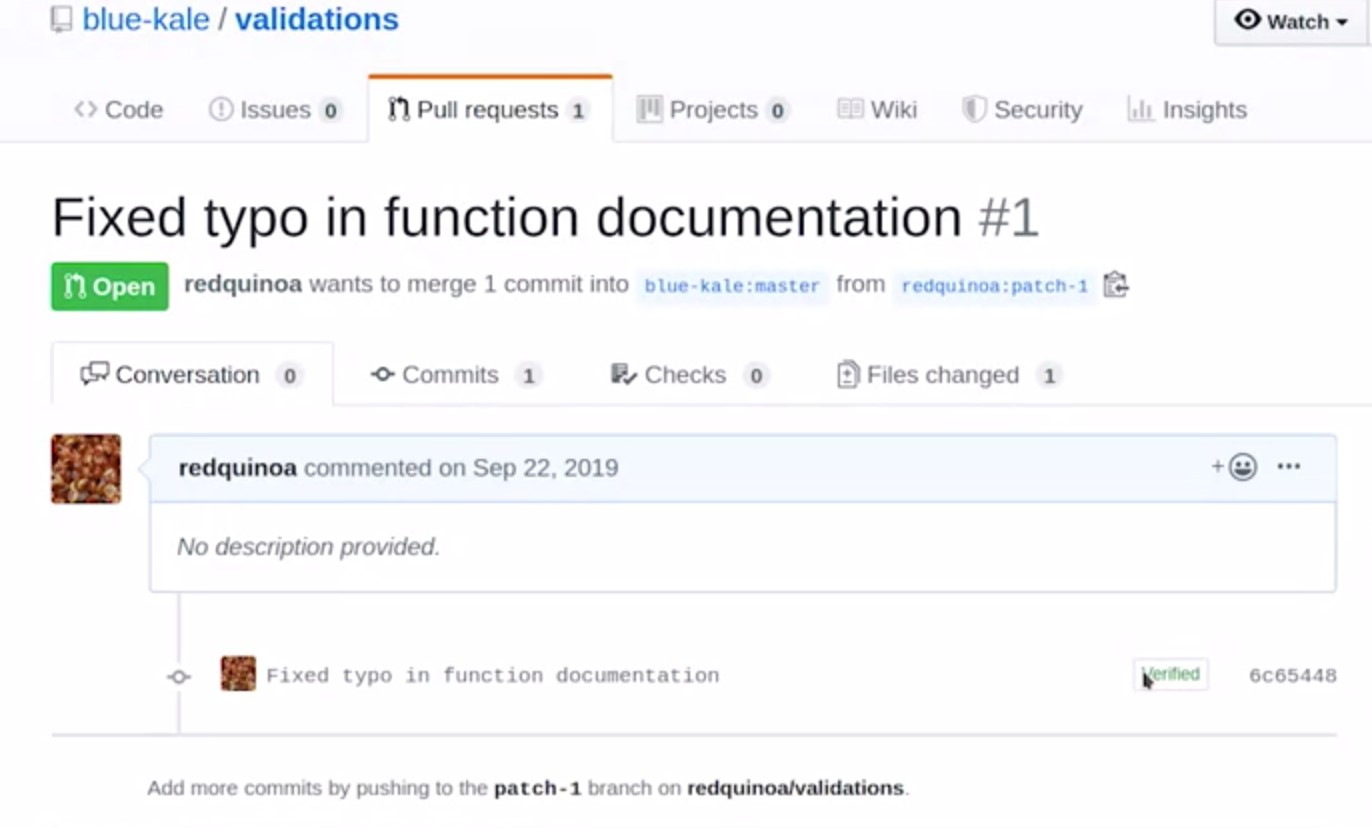 blue-kale / validations
Watch
Code Issues 0 Pull requests 1 Projects 0 Wiki Security Insights
Fixed typo in function documentation #1
Open redquinoa wants to merge 1 commit into blue-kale:master from redquinoa:patch-1
Conversation 0 Commits 1 Checks 0 Files changed 1
redquinoa commented on Sep 22, 2019
No description provided.
Fixed typo in function documentation Verified 6c65448
Add more commits by pushing to the patch-1 branch on redquinoa/validations.